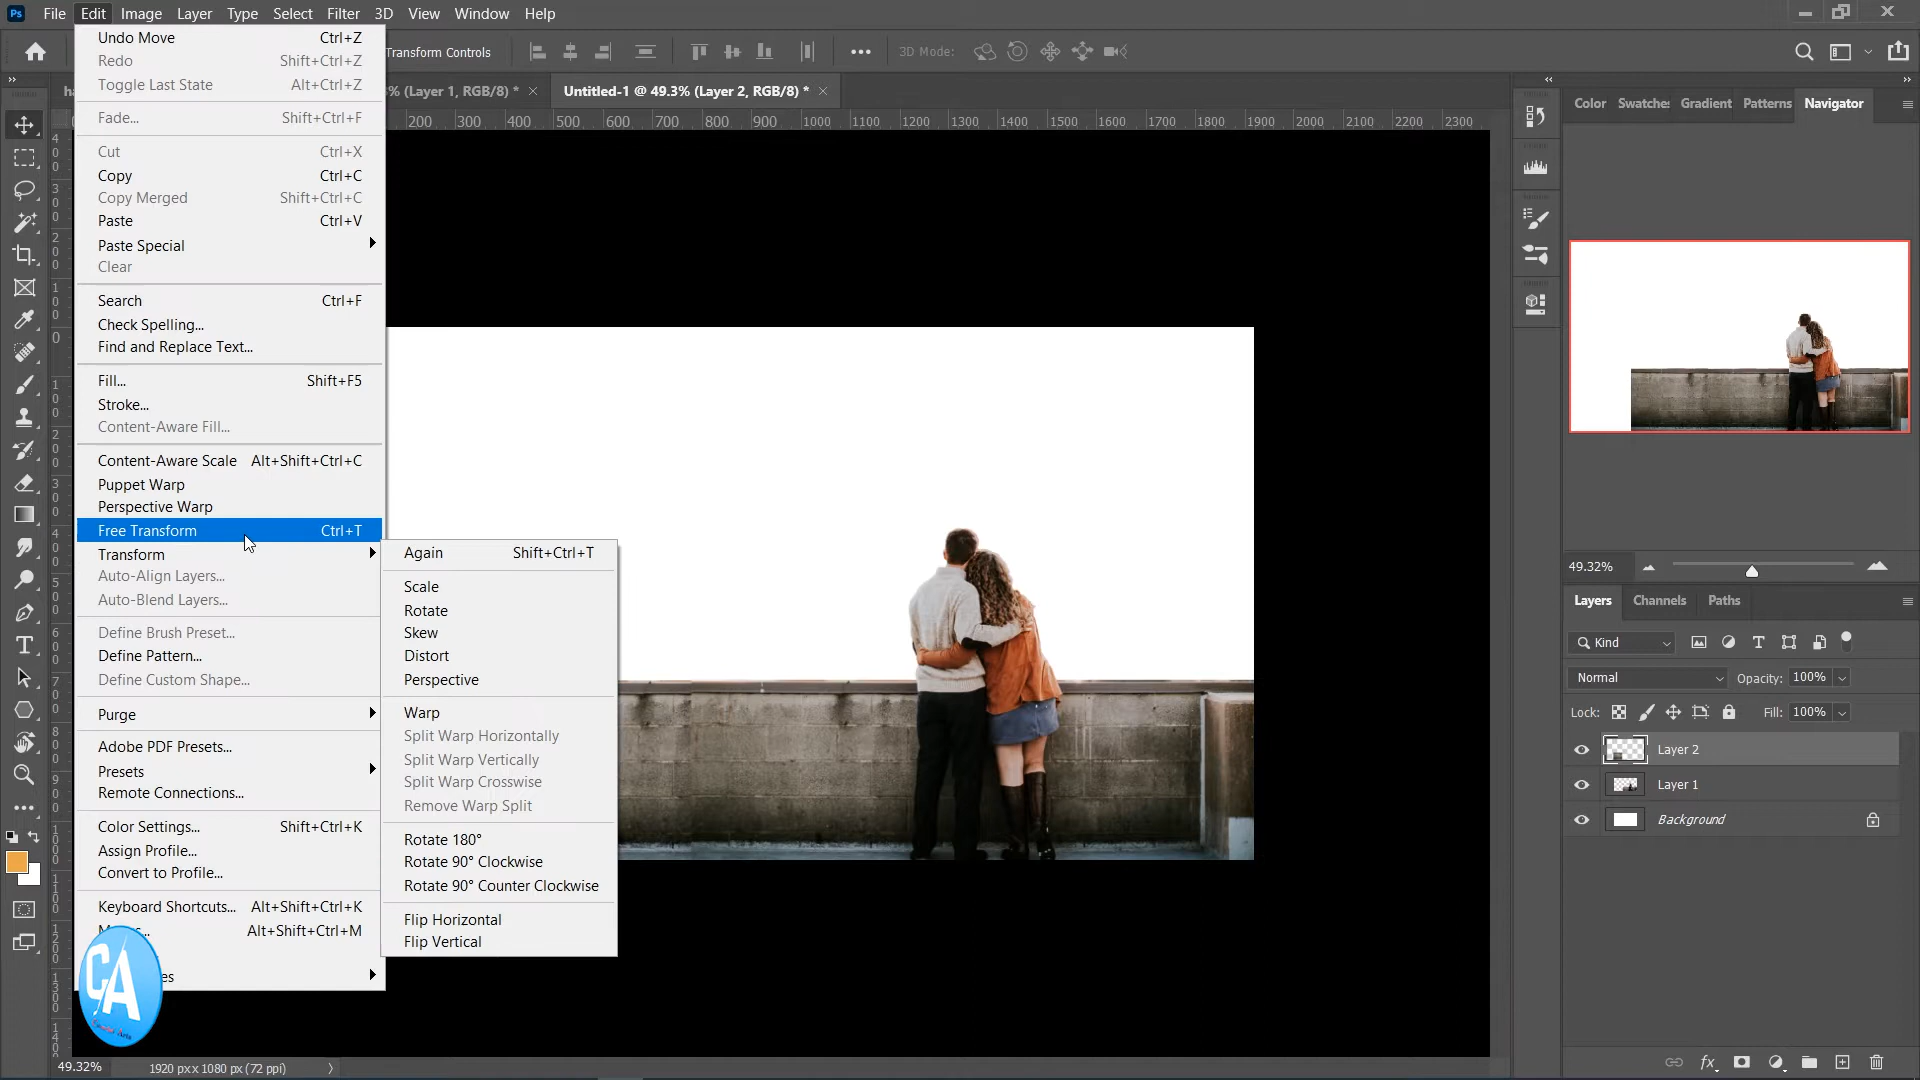 Ps File Edit Image Layer Type Select Filter 3D View Window Help
Transform Controls 3D Mode:
% (Layer 1, RGB/8) * Untitled-1 @ 49.3% (Layer 2, RGB/8) *
200 300 400 500 600 700 800 900 1000 1100 1200 1300 1400 1500 1600 1700 1800 1900 2000 2100 2200 2300
Undo Move Ctrl+Z
Redo Shift+Ctrl+Z
Toggle Last State Alt+Ctrl+Z
Fade... Shift+Ctrl+F
Cut Ctrl+X
Copy Ctrl+C
Copy Merged Shift+Ctrl+C
Paste Ctrl+V
Paste Special
Clear
Search Ctrl+F
Check Spelling...
Find and Replace Text...
Fill... Shift+F5
Stroke...
Content-Aware Fill...
Content-Aware Scale Alt+Shift+Ctrl+C
Puppet Warp
Perspective Warp
Free Transform Ctrl+T
Transform
Auto-Align Layers...
Auto-Blend Layers...
Define Brush Preset...
Define Pattern...
Define Custom Shape...
Purge
Adobe PDF Presets...
Presets
Remote Connections...
Color Settings... Shift+Ctrl+K
Assign Profile...
Convert to Profile...
Keyboard Shortcuts... Alt+Shift+Ctrl+K
Alt+Shift+Ctrl+M
CA
Again Shift+Ctrl+T
Scale
Rotate
Skew
Distort
Perspective
Warp
Split Warp Horizontally
Split Warp Vertically
Split Warp Crosswise
Remove Warp Split
Rotate 180°
Rotate 90° Clockwise
Rotate 90° Counter Clockwise
Flip Horizontal
Flip Vertical
Color Swatches Gradient Patterns Navigator
49.32%
Layers Channels Paths
Kind
Normal Opacity: 100%
Lock: Fill: 100%
Layer 2
Layer 1
Background
fx
49.32% 1920 px x 1080 px (72 ppi)